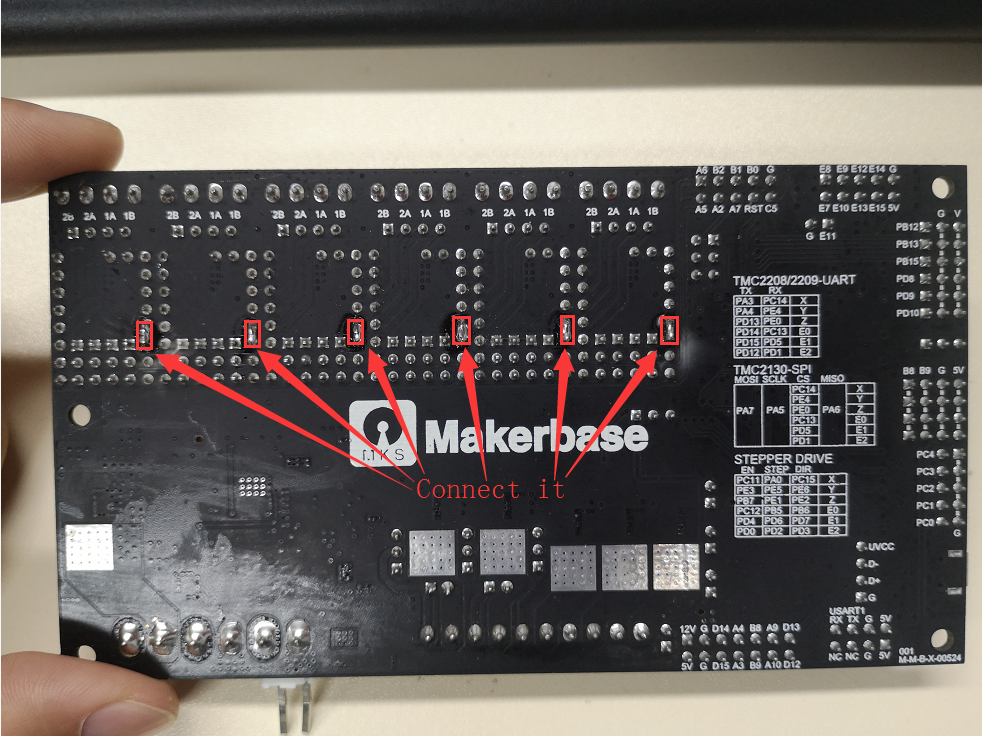 A6 B2 B1 B0 G
E8 E9 E12 E14 G
A5 A2 A7 RST C5
E7 E10 E13 E15 5V
2B 2A 1A 1B
2B 2A 1A 1B
2B 2A 1A 1B
2B 2A 1A 1B
2B 2A 1A 1B
2B 2A 1A 1B
G E11
G V
PB12
PB13
PB15
PD8
PD9
PD10
TMC2208/2209-UART
TX RX
PA3 PC14 X
PA4 PE4 Y
PD13 PE0 Z
PD14 PC13 E0
PD15 PD5 E1
PD12 PD1 E2
TMC2130-SPI
MOSI SCLK CS MISO
PA7 PA5 PA6
PC14 X
PE4 Y
PE0 Z
PC13 E0
PD5 E1
PD1 E2
B8 B9 G 5V
MKS
Makerbase
Connect it
STEPPER DRIVE
EN STEP DIR
PC11 PA0 PC15 X
PE3 PE5 PE6 Y
PB7 PE1 PE2 Z
PC12 PB5 PB6 E0
PD4 PD6 PD7 E1
PD0 PD2 PD3 E2
PC4
PC3
PC2
PC1
PC0
G
UVCC
D-
D+
G
USART1
RX TX G 5V
NC NC G 5V
12V G D14 A4 B8 A9 D13
5V G D15 A3 B9 A10 D12
001
M-M-B-X-00524